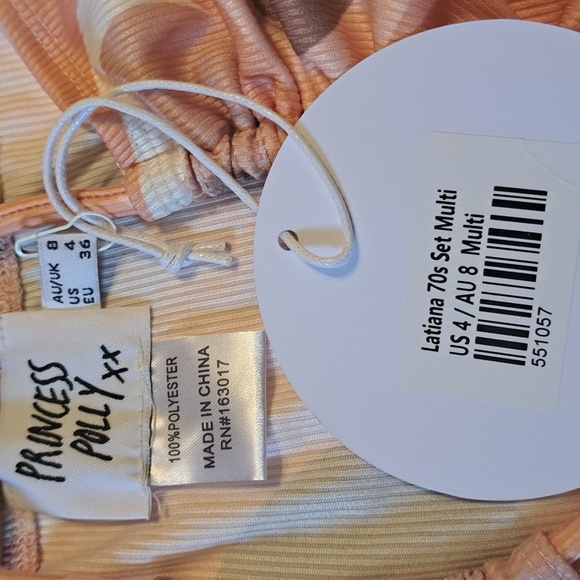 AU/UK 8
US 4
EU 36
PRINCESS
POLLY xx
100%POLYESTER
MADE IN CHINA
RN#163017
Latiana 70s Set Multi
US 4 / AU 8 Multi
551057